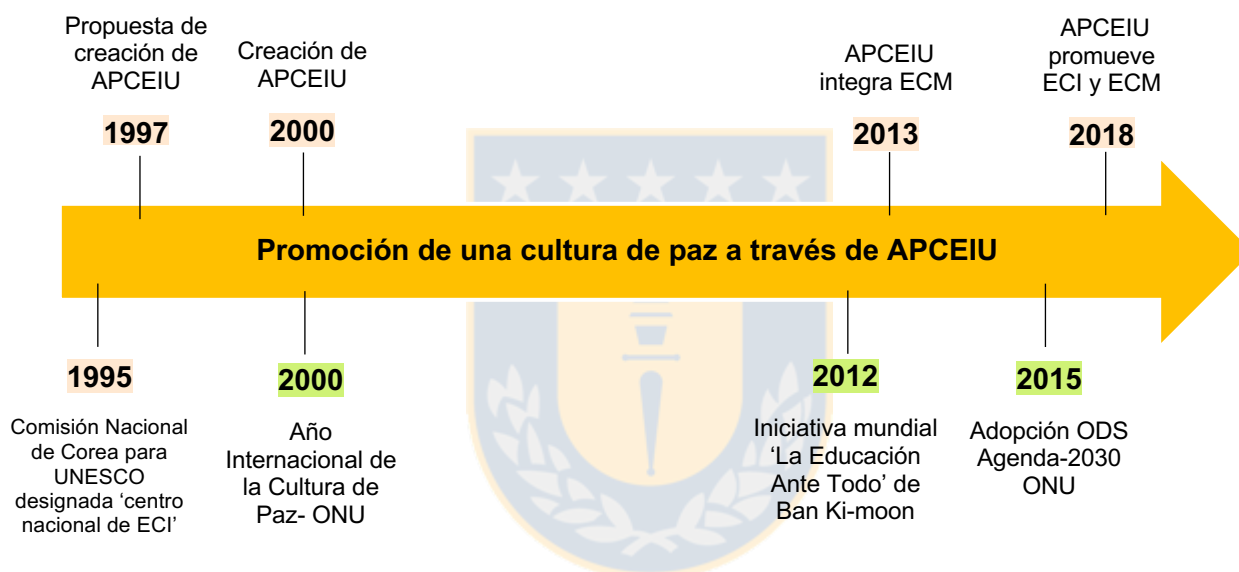 Propuesta de
creación de
APCEIU
1997
Creación de
APCEIU
2000
APCEIU
integra ECM
2013
APCEIU
promueve
ECI y ECM
2018
Promoción de una cultura de paz a través de APCEIU
1995
Comisión Nacional
de Corea para
UNESCO
designada ‘centro
nacional de ECI’
2000
Año
Internacional de
la Cultura de
Paz- ONU
2012
Iniciativa mundial
‘La Educación
Ante Todo’ de
Ban Ki-moon
2015
Adopción ODS
Agenda-2030
ONU